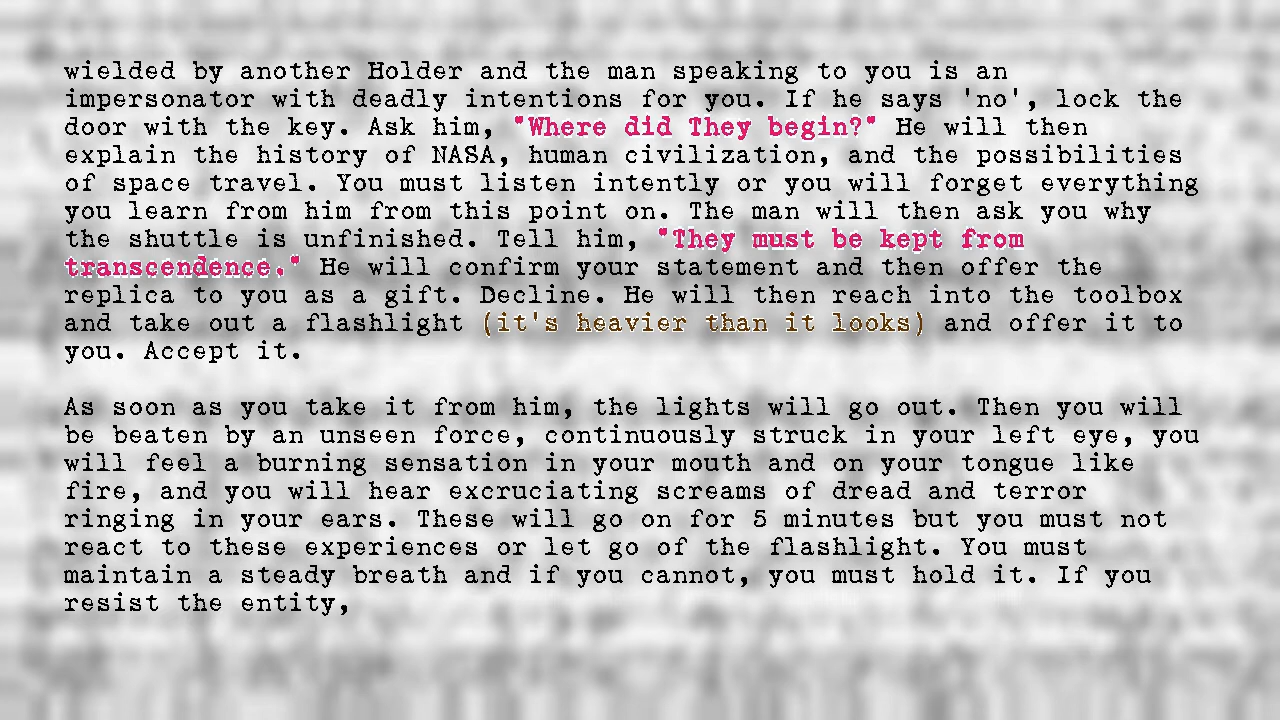 wielded by another Holder and the man speaking to you is an
impersonator with deadly intentions for you. If he says 'no', lock the
door with the key. Ask him, "Where did They begin?" He will then
explain the history of NASA, human civilization, and the possibilities
of space travel. You must listen intently or you will forget everything
you learn from him from this point on. The man will then ask you why
the shuttle is unfinished. Tell him, "They must be kept from
transcendence." He will confirm your statement and then offer the
replica to you as a gift. Decline. He will then reach into the toolbox
and take out a flashlight (it's heavier than it looks) and offer it to
you. Accept it.
As soon as you take it from him, the lights will go out. Then you will
be beaten by an unseen force, continuously struck in your left eye, you
will feel a burning sensation in your mouth and on your tongue like
fire, and you will hear excruciating screams of dread and terror
ringing in your ears. These will go on for 5 minutes but you must not
react to these experiences or let go of the flashlight. You must
maintain a steady breath and if you cannot, you must hold it. If you
resist the entity,